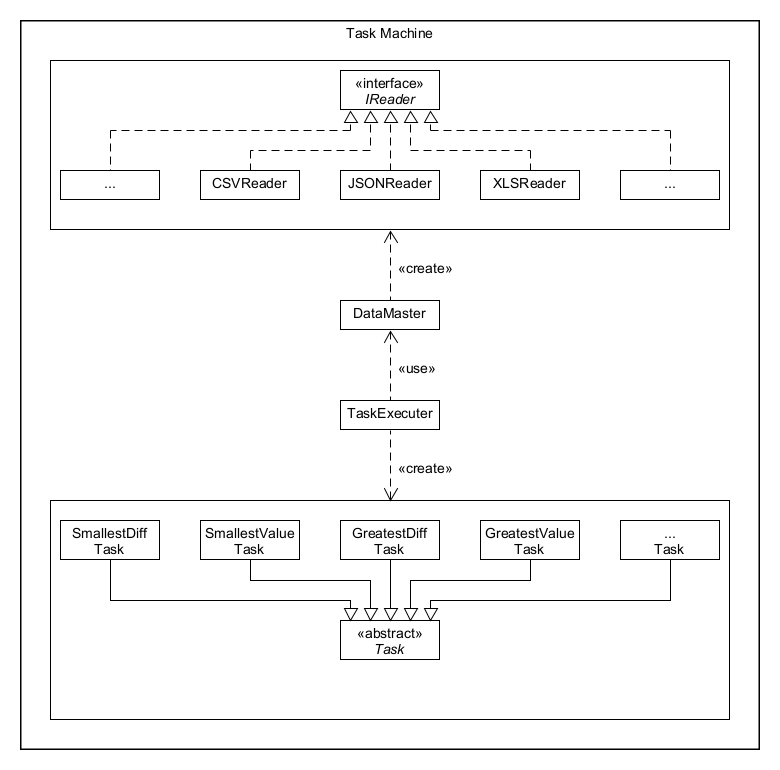 Task Machine
«interface»
IReader
...
CSVReader
JSONReader
XLSReader
...
«create»
DataMaster
«use»
TaskExecuter
«create»
SmallestDiff
Task
SmallestValue
Task
GreatestDiff
Task
GreatestValue
Task
...
Task
«abstract»
Task